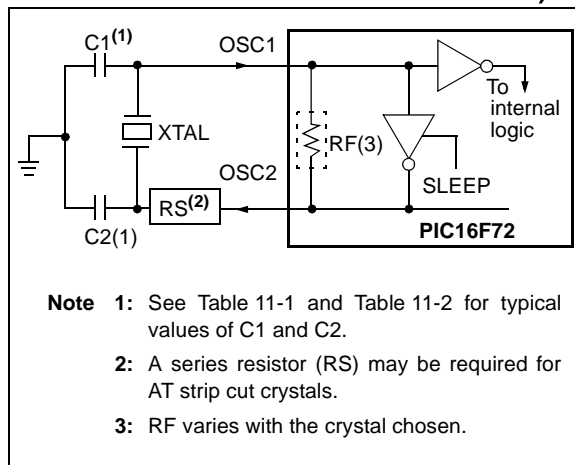 C1(1)
OSC1
To
internal
logic
XTAL
RF(3)
OSC2
SLEEP
RS(2)
C2(1)
PIC16F72
Note 1: See Table 11-1 and Table 11-2 for typical
values of C1 and C2.
2: A series resistor (RS) may be required for
AT strip cut crystals.
3: RF varies with the crystal chosen.